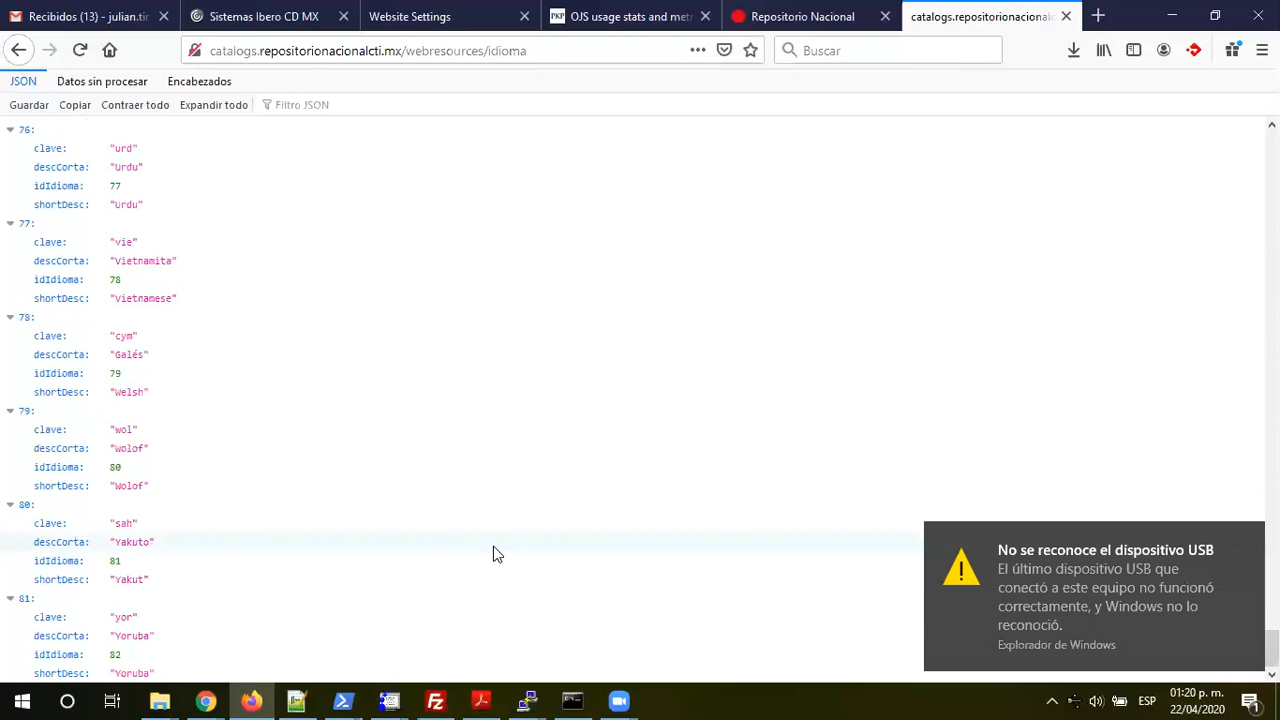 Recibidos (13) - julian.tir
Sistemas Ibero CD MX
Website Settings
PKP OJS usage stats and met
Repositorio Nacional
catalogs.repositorionacionalc
catalogs.repositorionacionalcti.mx/webresources/idioma
Buscar
JSON Datos sin procesar Encabezados
Guardar Copiar Contraer todo Expandir todo Filtro JSON
76:
clave: "urd"
descCorta: "Urdu"
idIdioma: 77
shortDesc: "Urdu"
77:
clave: "vie"
descCorta: "Vietnamita"
idIdioma: 78
shortDesc: "Vietnamese"
78:
clave: "cym"
descCorta: "Galés"
idIdioma: 79
shortDesc: "Welsh"
79:
clave: "wol"
descCorta: "Wolof"
idIdioma: 80
shortDesc: "Wolof"
80:
clave: "sah"
descCorta: "Yakuto"
idIdioma: 81
shortDesc: "Yakut"
81:
clave: "yor"
descCorta: "Yoruba"
idIdioma: 82
shortDesc: "Yoruba"
No se reconoce el dispositivo USB
El último dispositivo USB que
conectó a este equipo no funcionó
correctamente, y Windows no lo
reconoció.
Explorador de Windows
ESP
01:20 p. m.
22/04/2020
1